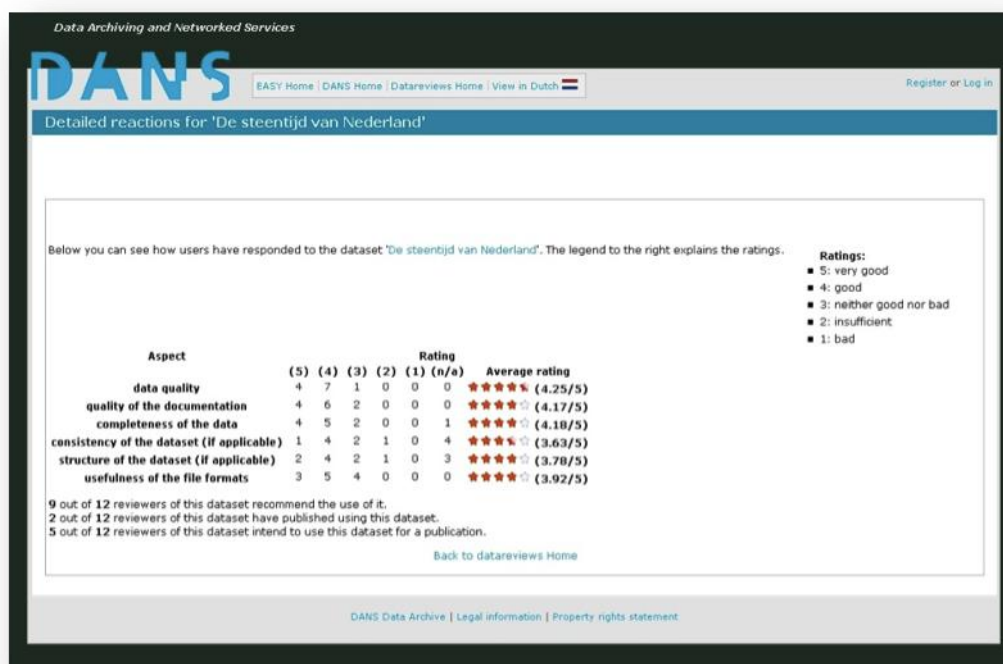 Data Archiving and Networked Services
DANS
EASY Home | DANS Home | Datareviews Home | View in Dutch
Register or Log in
Detailed reactions for 'De steentijd van Nederland'
Below you can see how users have responded to the dataset 'De steentijd van Nederland'. The legend to the right explains the ratings.
Ratings:
5: very good
4: good
3: neither good nor bad
2: insufficient
1: bad
Aspect Rating
(5) (4) (3) (2) (1) (n/a) Average rating
data quality 4 7 1 0 0 0 (4.25/5)
quality of the documentation 4 6 2 0 0 0 (4.17/5)
completeness of the data 4 5 2 0 0 1 (4.18/5)
consistency of the dataset (if applicable) 1 4 2 1 0 4 (3.63/5)
structure of the dataset (if applicable) 2 4 2 1 0 3 (3.78/5)
usefulness of the file formats 3 5 4 0 0 0 (3.92/5)
9 out of 12 reviewers of this dataset recommend the use of it.
2 out of 12 reviewers of this dataset have published using this dataset.
5 out of 12 reviewers of this dataset intend to use this dataset for a publication.
Back to datareviews Home
DANS Data Archive | Legal information | Property rights statement